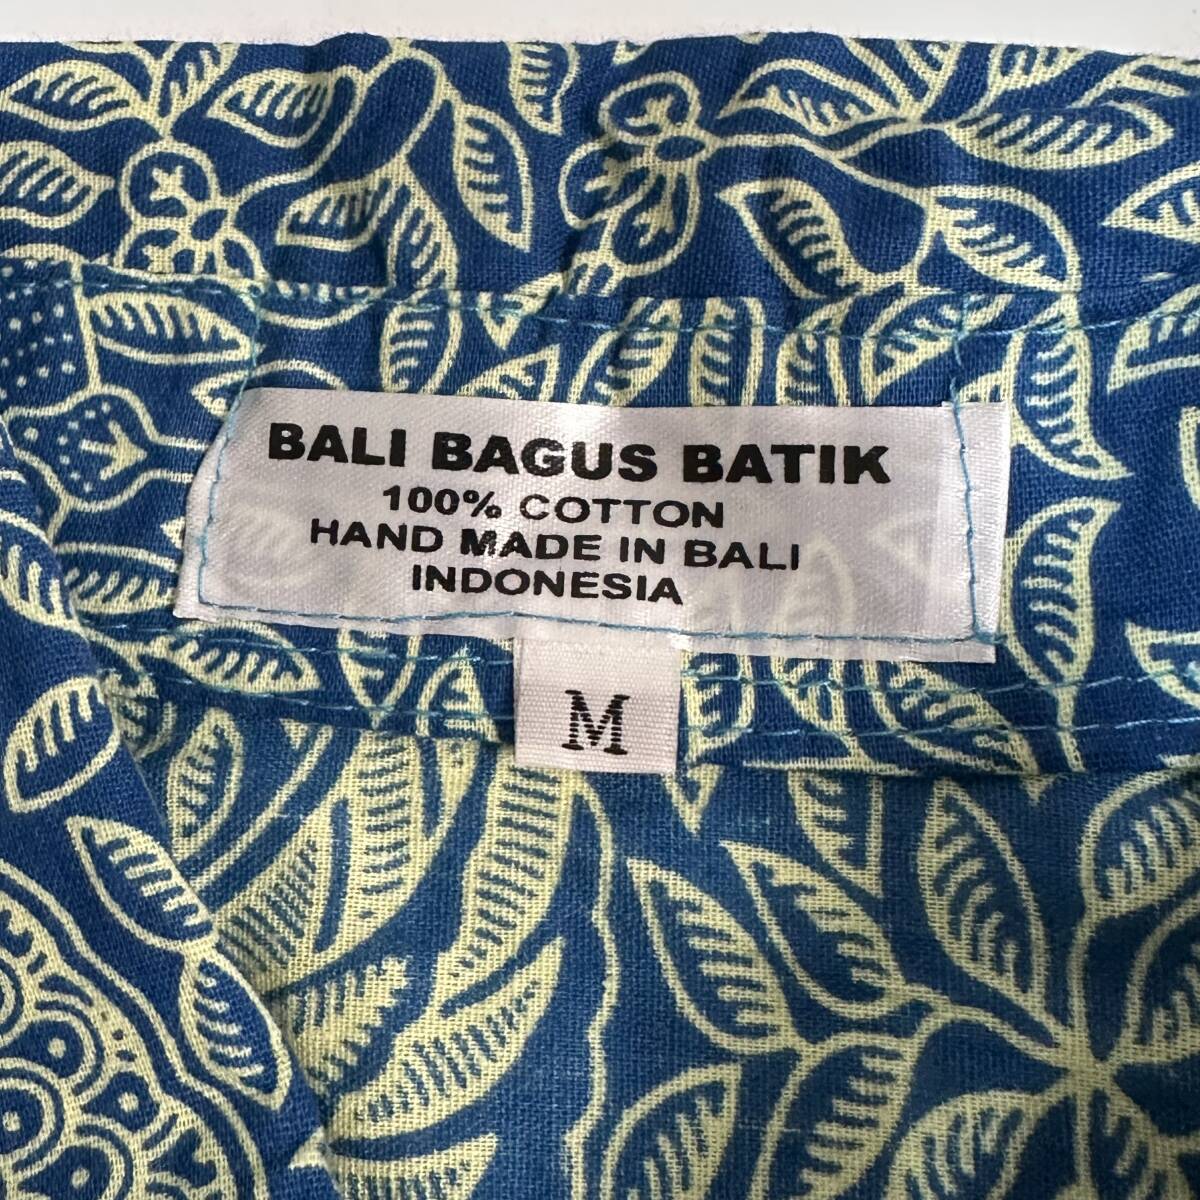 BALI BAGUS BATIK
100% COTTON
HAND MADE IN BALI
INDONESIA
M